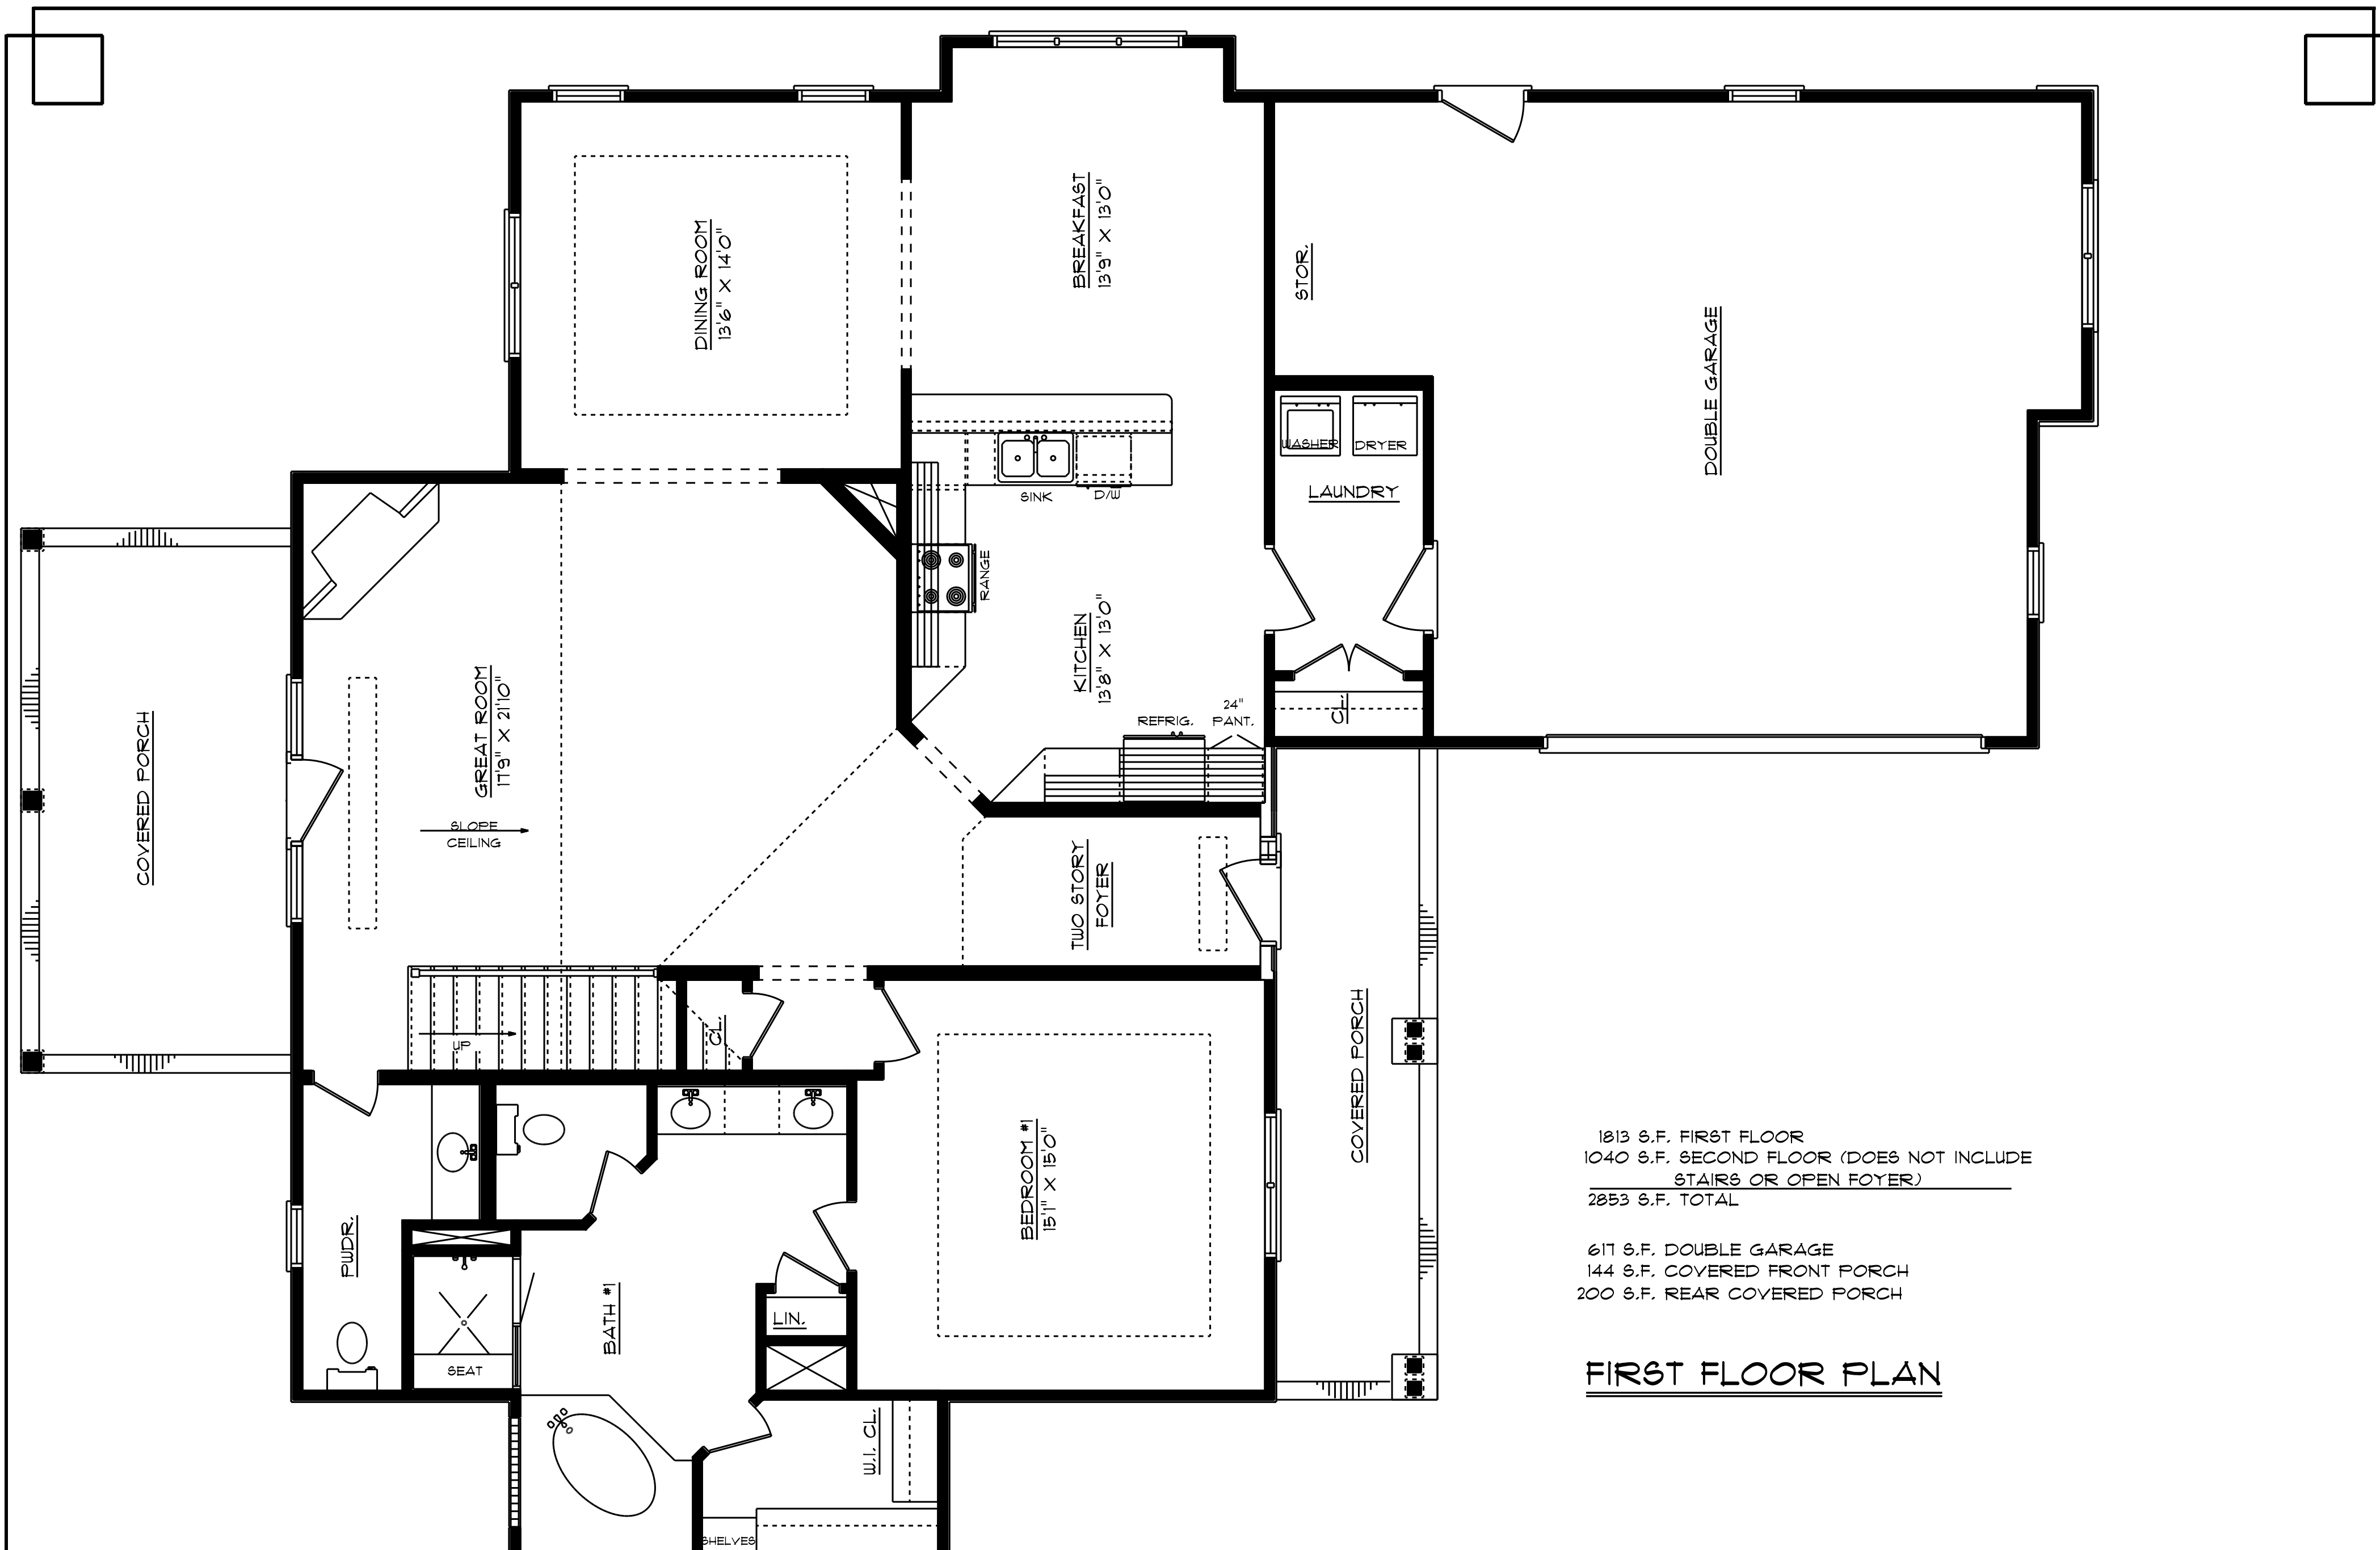 DINING ROOM
13'6" X 14'0"
BREAKFAST
13'9" X 13'0"
STOR.
DOUBLE GARAGE
WASHER
DRYER
LAUNDRY
SINK
D/W
RANGE
KITCHEN
13'8" X 13'0"
REFRIG.
24"
PANT.
CL.
COVERED PORCH
GREAT ROOM
17'9" X 21'10"
SLOPE
CEILING
TWO STORY
FOYER
UP
CL.
COVERED PORCH
BEDROOM #1
15'1" X 15'0"
PWDR.
BATH #1
LIN.
SEAT
W.I. CL.
SHELVES
1813 S.F. FIRST FLOOR
1040 S.F. SECOND FLOOR (DOES NOT INCLUDE
STAIRS OR OPEN FOYER)
2853 S.F. TOTAL
617 S.F. DOUBLE GARAGE
144 S.F. COVERED FRONT PORCH
200 S.F. REAR COVERED PORCH
FIRST FLOOR PLAN